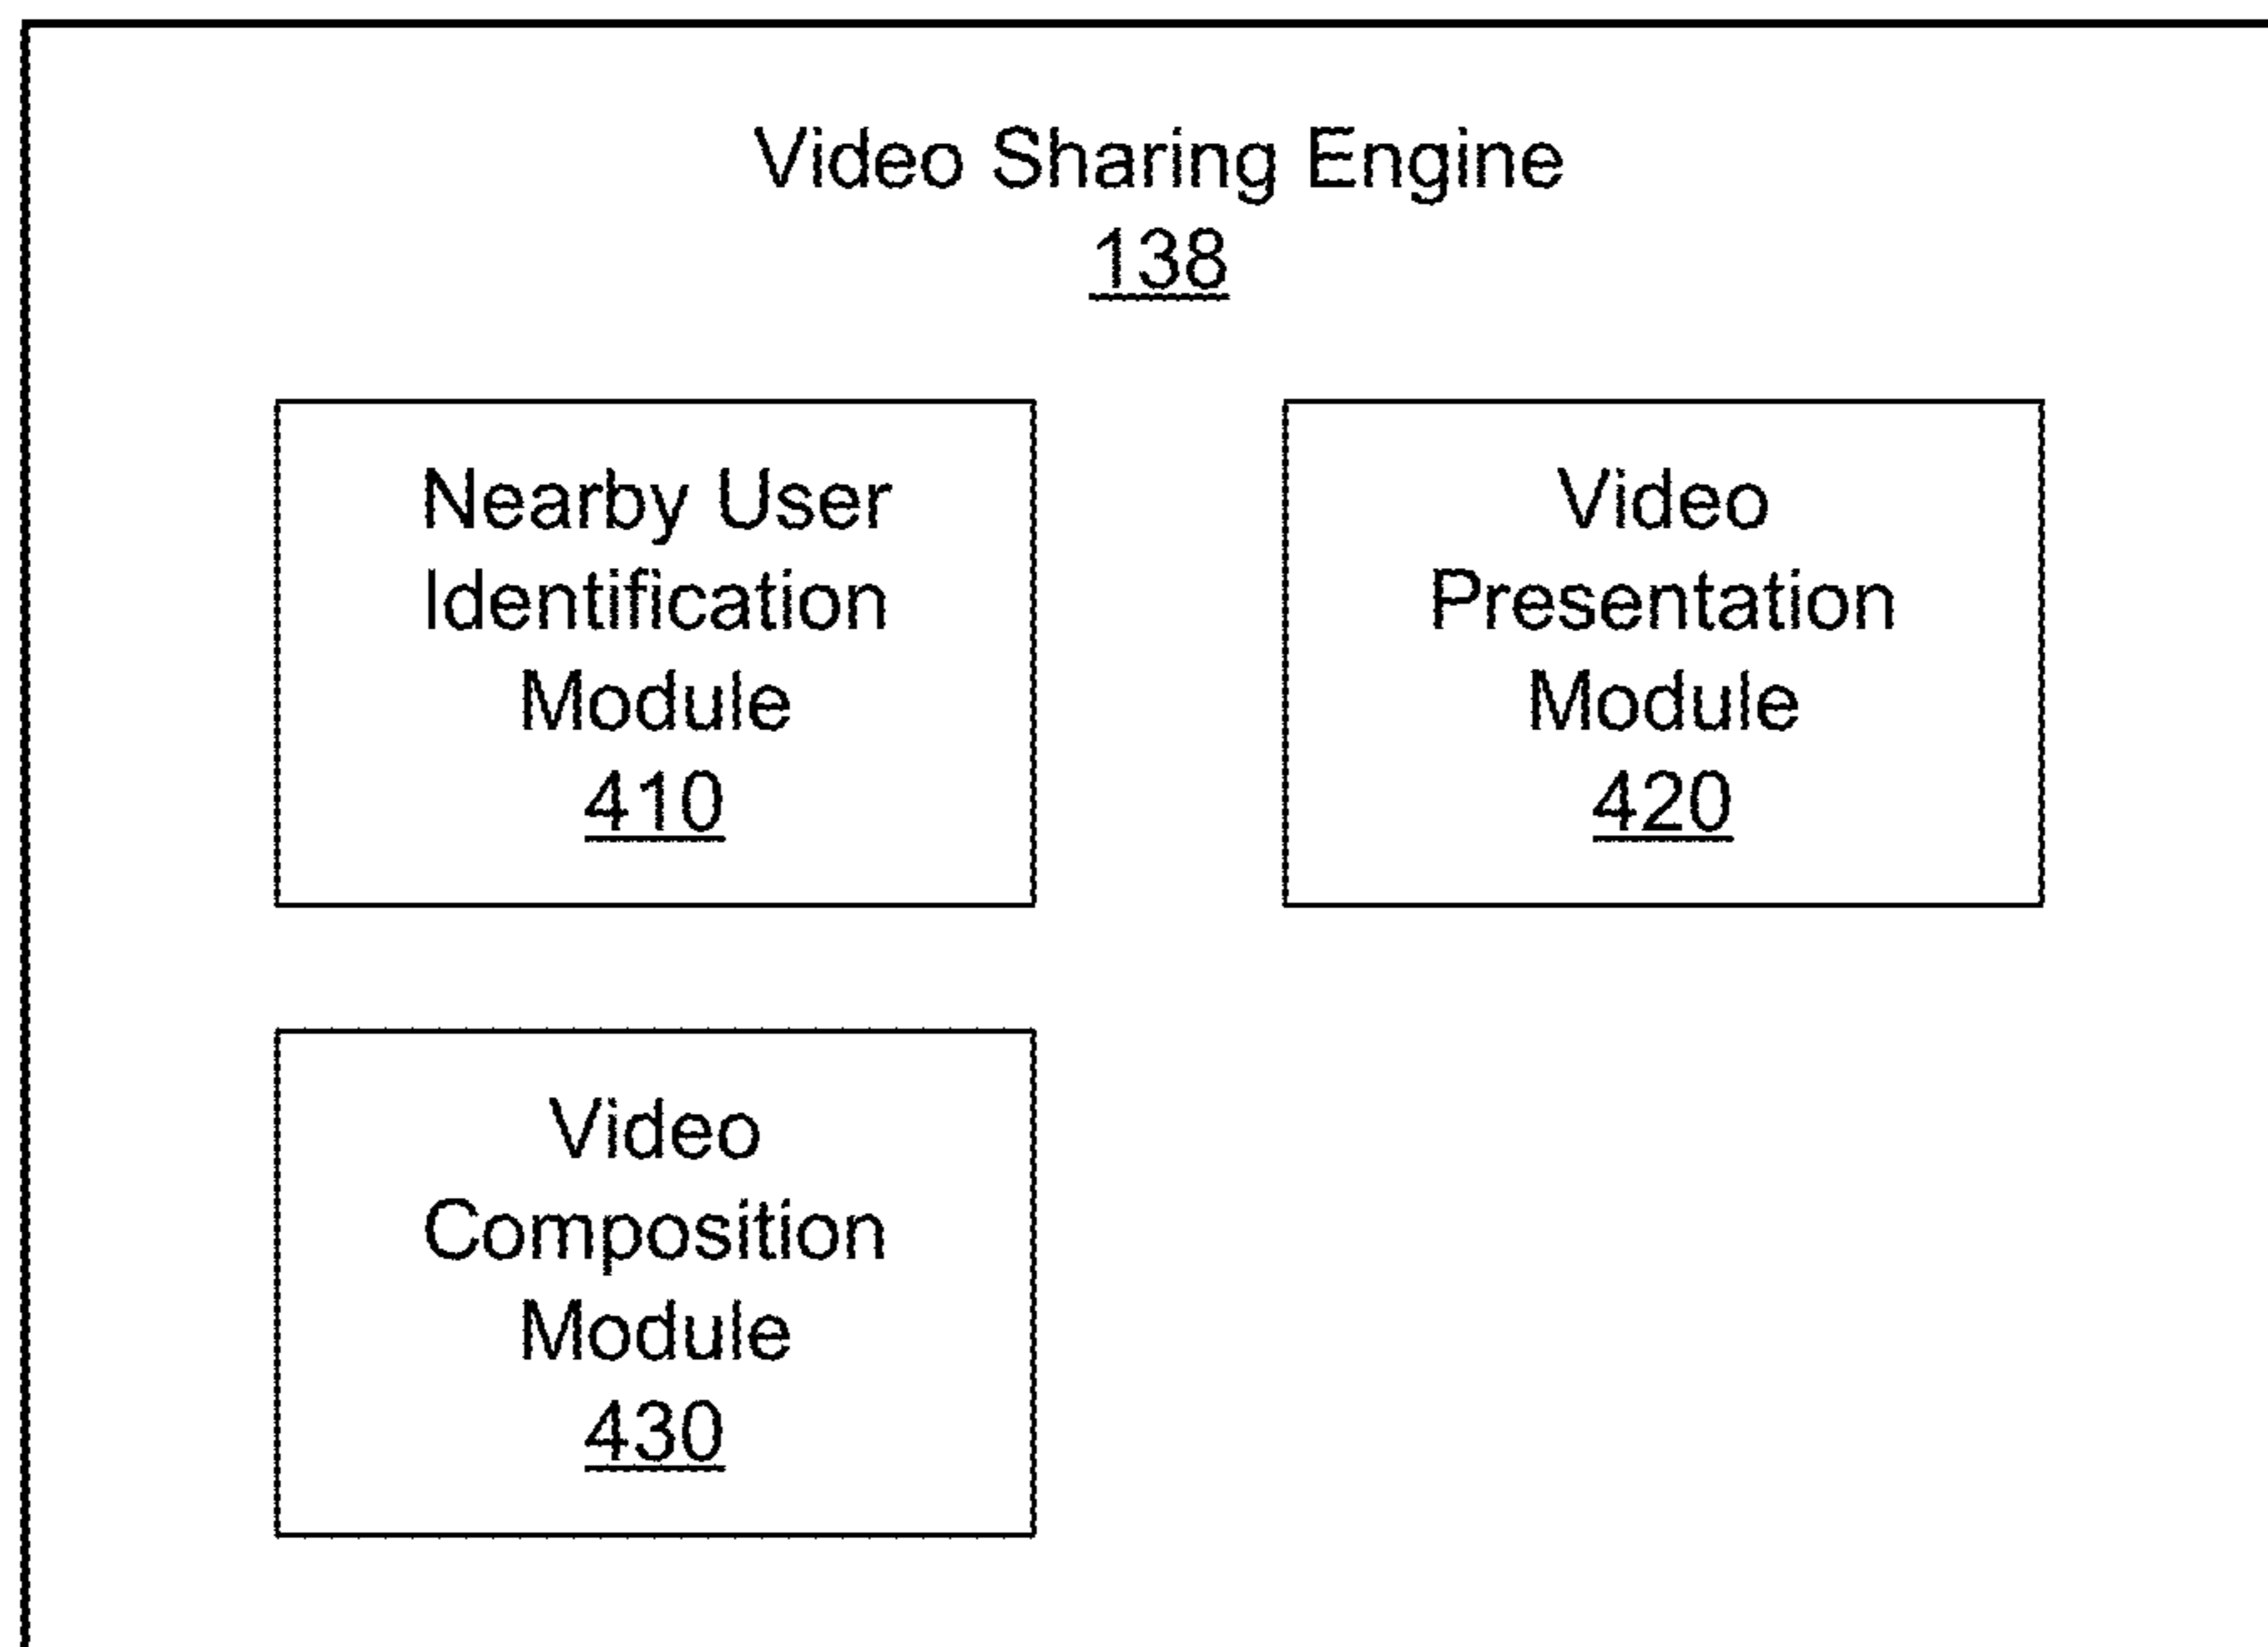 Video Sharing Engine
138
Nearby User
Identification
Module
410
Video
Presentation
Module
420
Video
Composition
Module
430